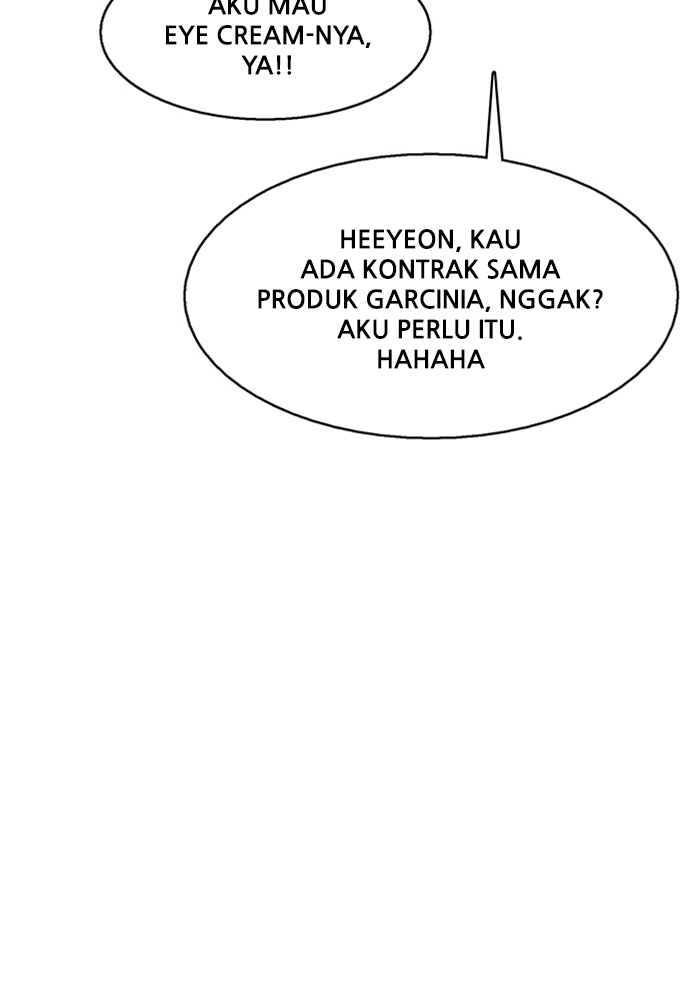 AKU MAU
EYE CREAM-NYA,
YA!!
HEEYEON, KAU
ADA KONTRAK SAMA
PRODUK GARCINIA, NGGAK?
AKU PERLU ITU.
HAHAHA